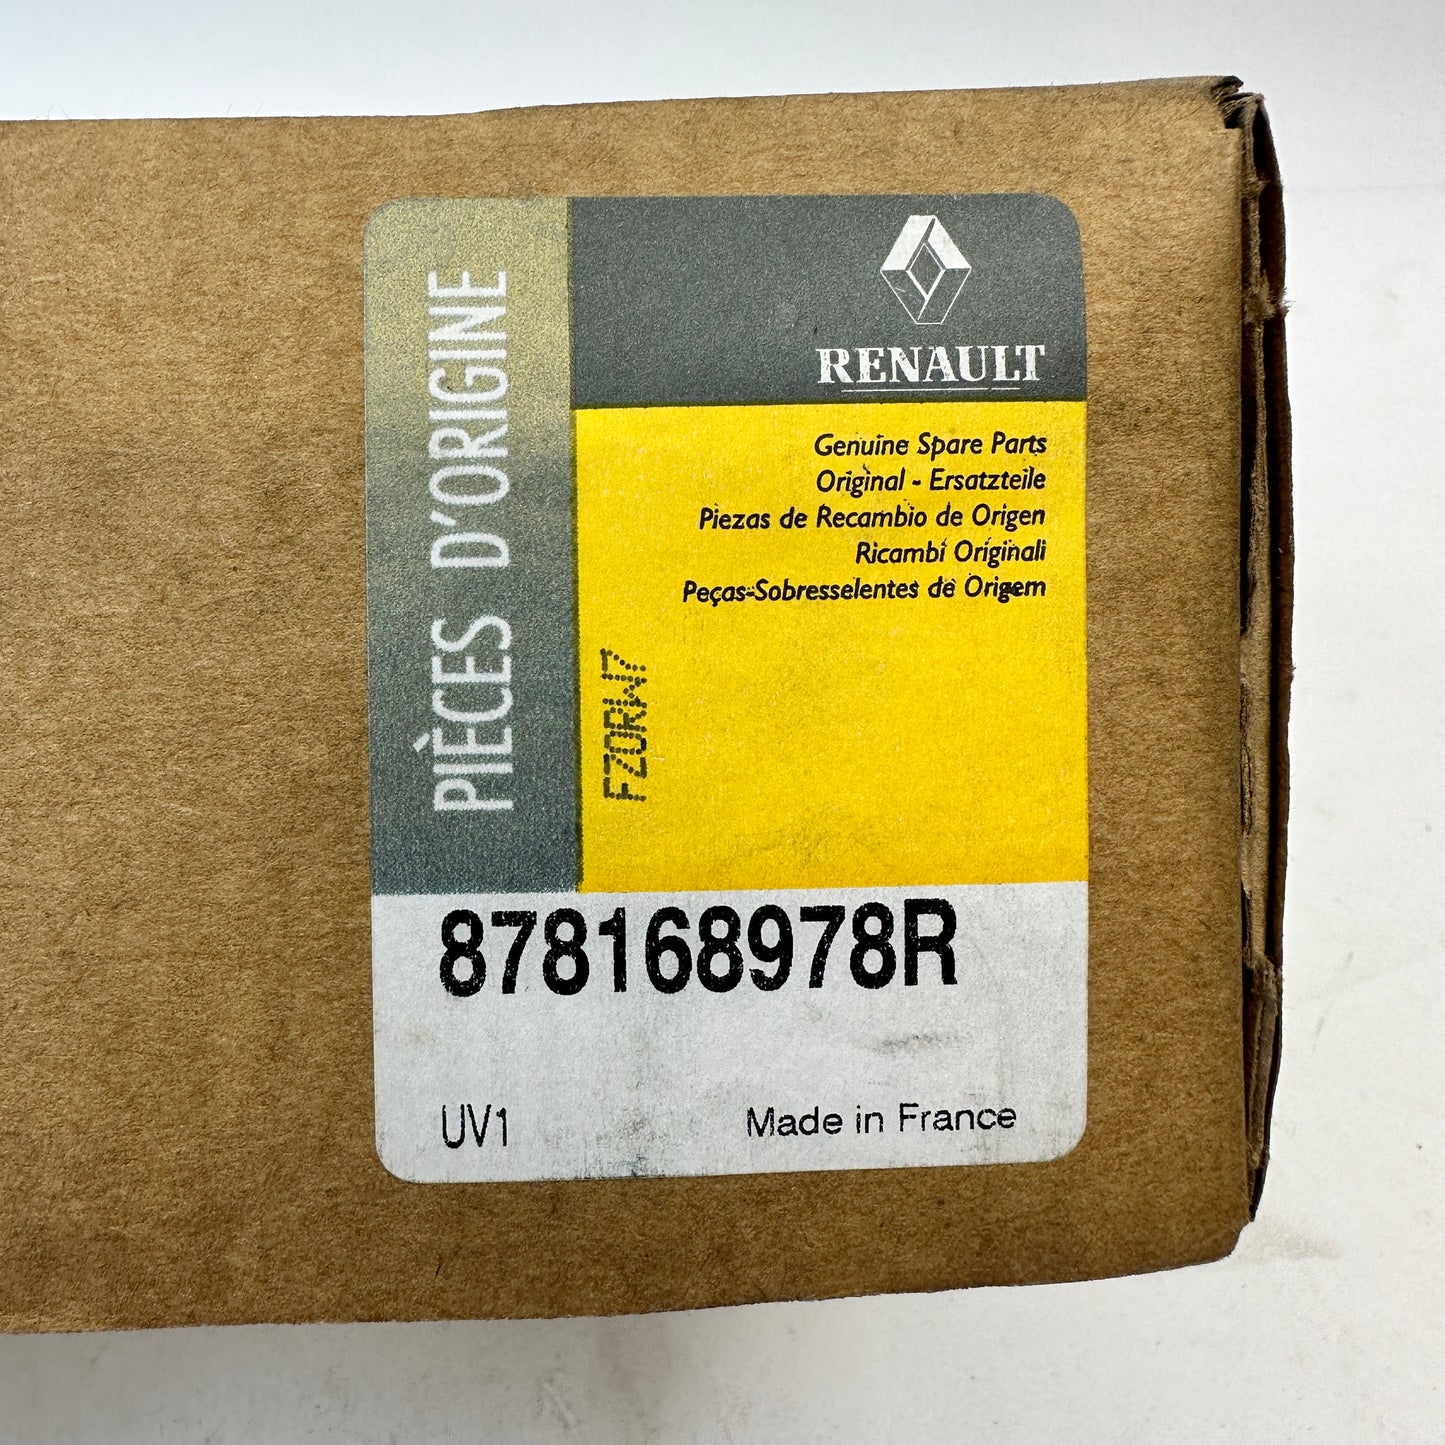 PIÈCES D'ORIGINE
RENAULT
Genuine Spare Parts
Original - Ersatzteile
Piezas de Recambio de Origen
Ricambi Originali
Peças-Sobresselentes de Origem
FZORW7
878168978R
UV1
Made in France